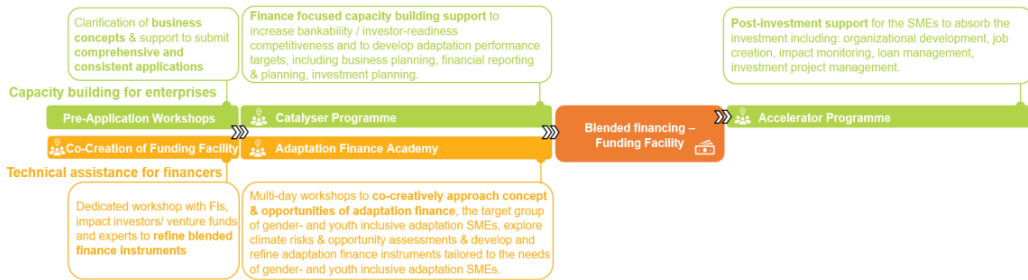 Clarification of business
concepts & support to submit
comprehensive and
consistent applications
Finance focused capacity building support to
increase bankability / investor-readiness
competitiveness and to develop adaptation performance
targets, including business planning, financial reporting
& planning, investment planning.
Post-investment support for the SMEs to absorb the
investment including: organizational development, job
creation, impact monitoring, loan management,
investment project management.
Capacity building for enterprises
Pre-Application Workshops
Catalyser Programme
Blended financing –
Funding Facility
Accelerator Programme
Co-Creation of Funding Facility
Adaptation Finance Academy
Technical assistance for financers
Dedicated workshop with FIs,
impact investors/ venture funds
and experts to refine blended
finance instruments
Multi-day workshops to co-creatively approach concept
& opportunities of adaptation finance, the target group
of gender- and youth inclusive adaptation SMEs, explore
climate risks & opportunity assessments & develop and
refine adaptation finance instruments tailored to the needs
of gender- and youth inclusive adaptation SMEs.